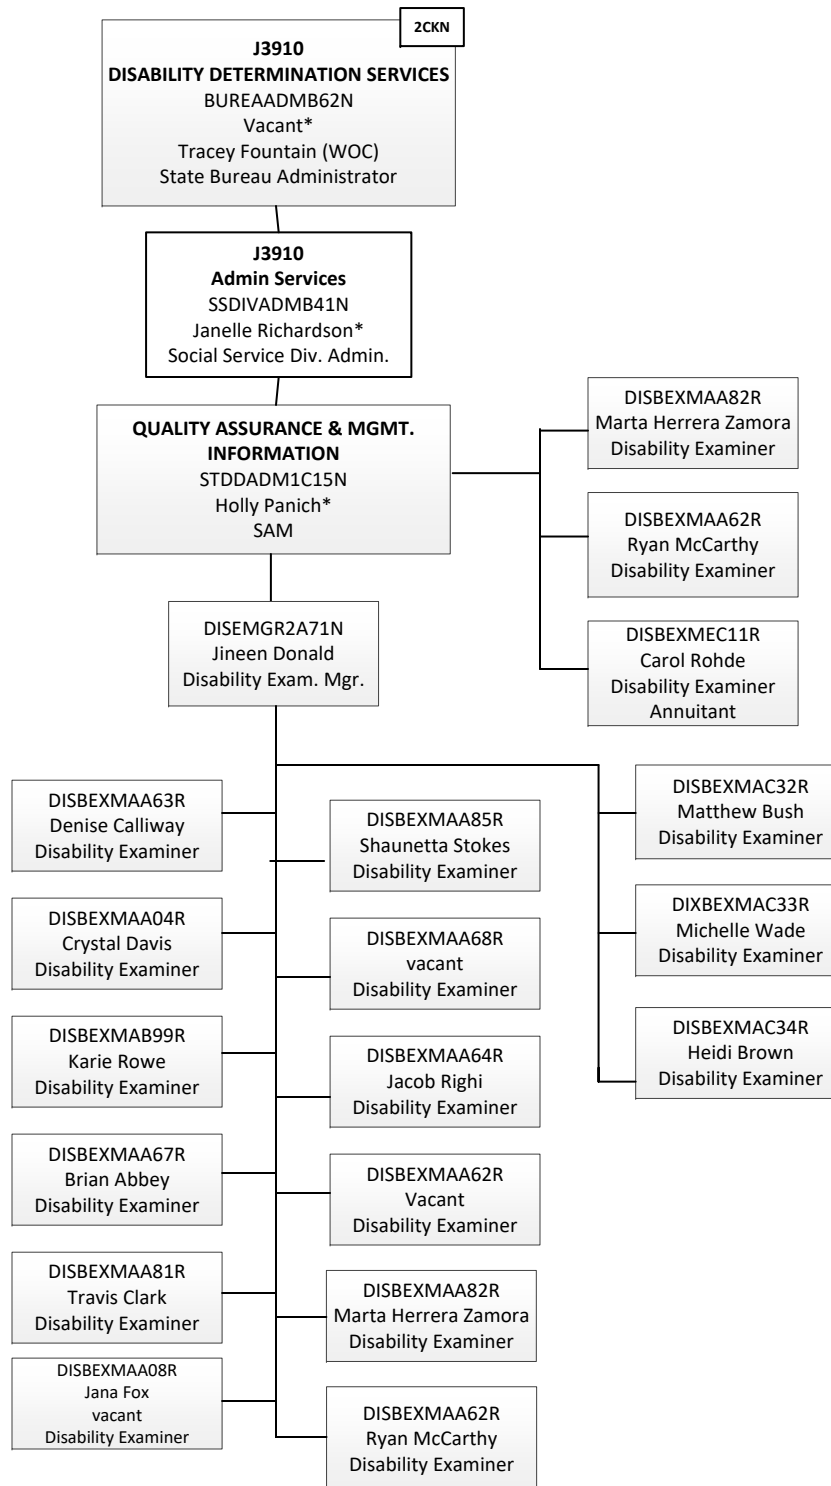 2CKN
J3910
DISABILITY DETERMINATION SERVICES
BUREAADMB62N
Vacant*
Tracey Fountain (WOC)
State Bureau Administrator
J3910
Admin Services
SSDIVADMB41N
Janelle Richardson*
Social Service Div. Admin.
QUALITY ASSURANCE & MGMT.
INFORMATION
STDDADM1C15N
Holly Panich*
SAM
DISBEXMAA82R
Marta Herrera Zamora
Disability Examiner
DISBEXMAA62R
Ryan McCarthy
Disability Examiner
DISBEXMEC11R
Carol Rohde
Disability Examiner
Annuitant
DISEMGR2A71N
Jineen Donald
Disability Exam. Mgr.
DISBEXMAA63R
Denise Calliway
Disability Examiner
DISBEXMAA04R
Crystal Davis
Disability Examiner
DISBEXMAB99R
Karie Rowe
Disability Examiner
DISBEXMAA67R
Brian Abbey
Disability Examiner
DISBEXMAA81R
Travis Clark
Disability Examiner
DISBEXMAA08R
Jana Fox
vacant
Disability Examiner
DISBEXMAA85R
Shaunetta Stokes
Disability Examiner
DISBEXMAA68R
vacant
Disability Examiner
DISBEXMAA64R
Jacob Righi
Disability Examiner
DISBEXMAA62R
Vacant
Disability Examiner
DISBEXMAA82R
Marta Herrera Zamora
Disability Examiner
DISBEXMAA62R
Ryan McCarthy
Disability Examiner
DISBEXMAC32R
Matthew Bush
Disability Examiner
DIXBEXMAC33R
Michelle Wade
Disability Examiner
DISBEXMAC34R
Heidi Brown
Disability Examiner